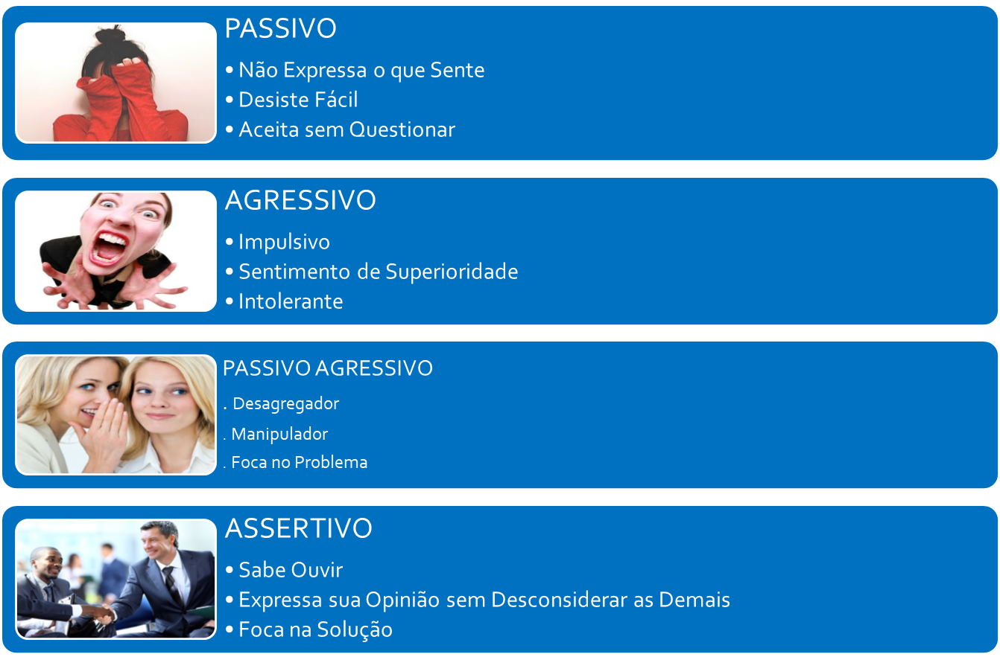 PASSIVO
• Não Expressa o que Sente
• Desiste Fácil
• Aceita sem Questionar
AGRESSIVO
• Impulsivo
• Sentimento de Superioridade
• Intolerante
PASSIVO AGRESSIVO
. Desagregador
. Manipulador
. Foca no Problema
ASSERTIVO
• Sabe Ouvir
• Expressa sua Opinião sem Desconsiderar as Demais
• Foca na Solução